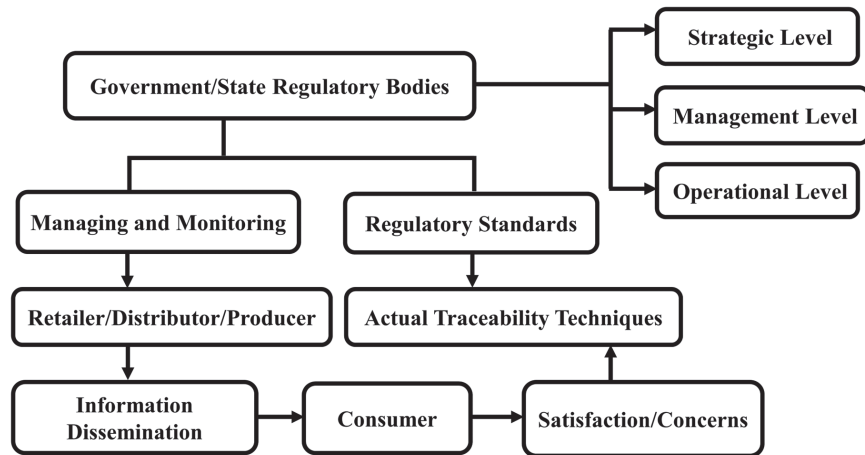 Strategic Level
Government/State Regulatory Bodies
Management Level
Operational Level
Managing and Monitoring
Regulatory Standards
Retailer/Distributor/Producer
Actual Traceability Techniques
Information
Dissemination
Consumer
Satisfaction/Concerns